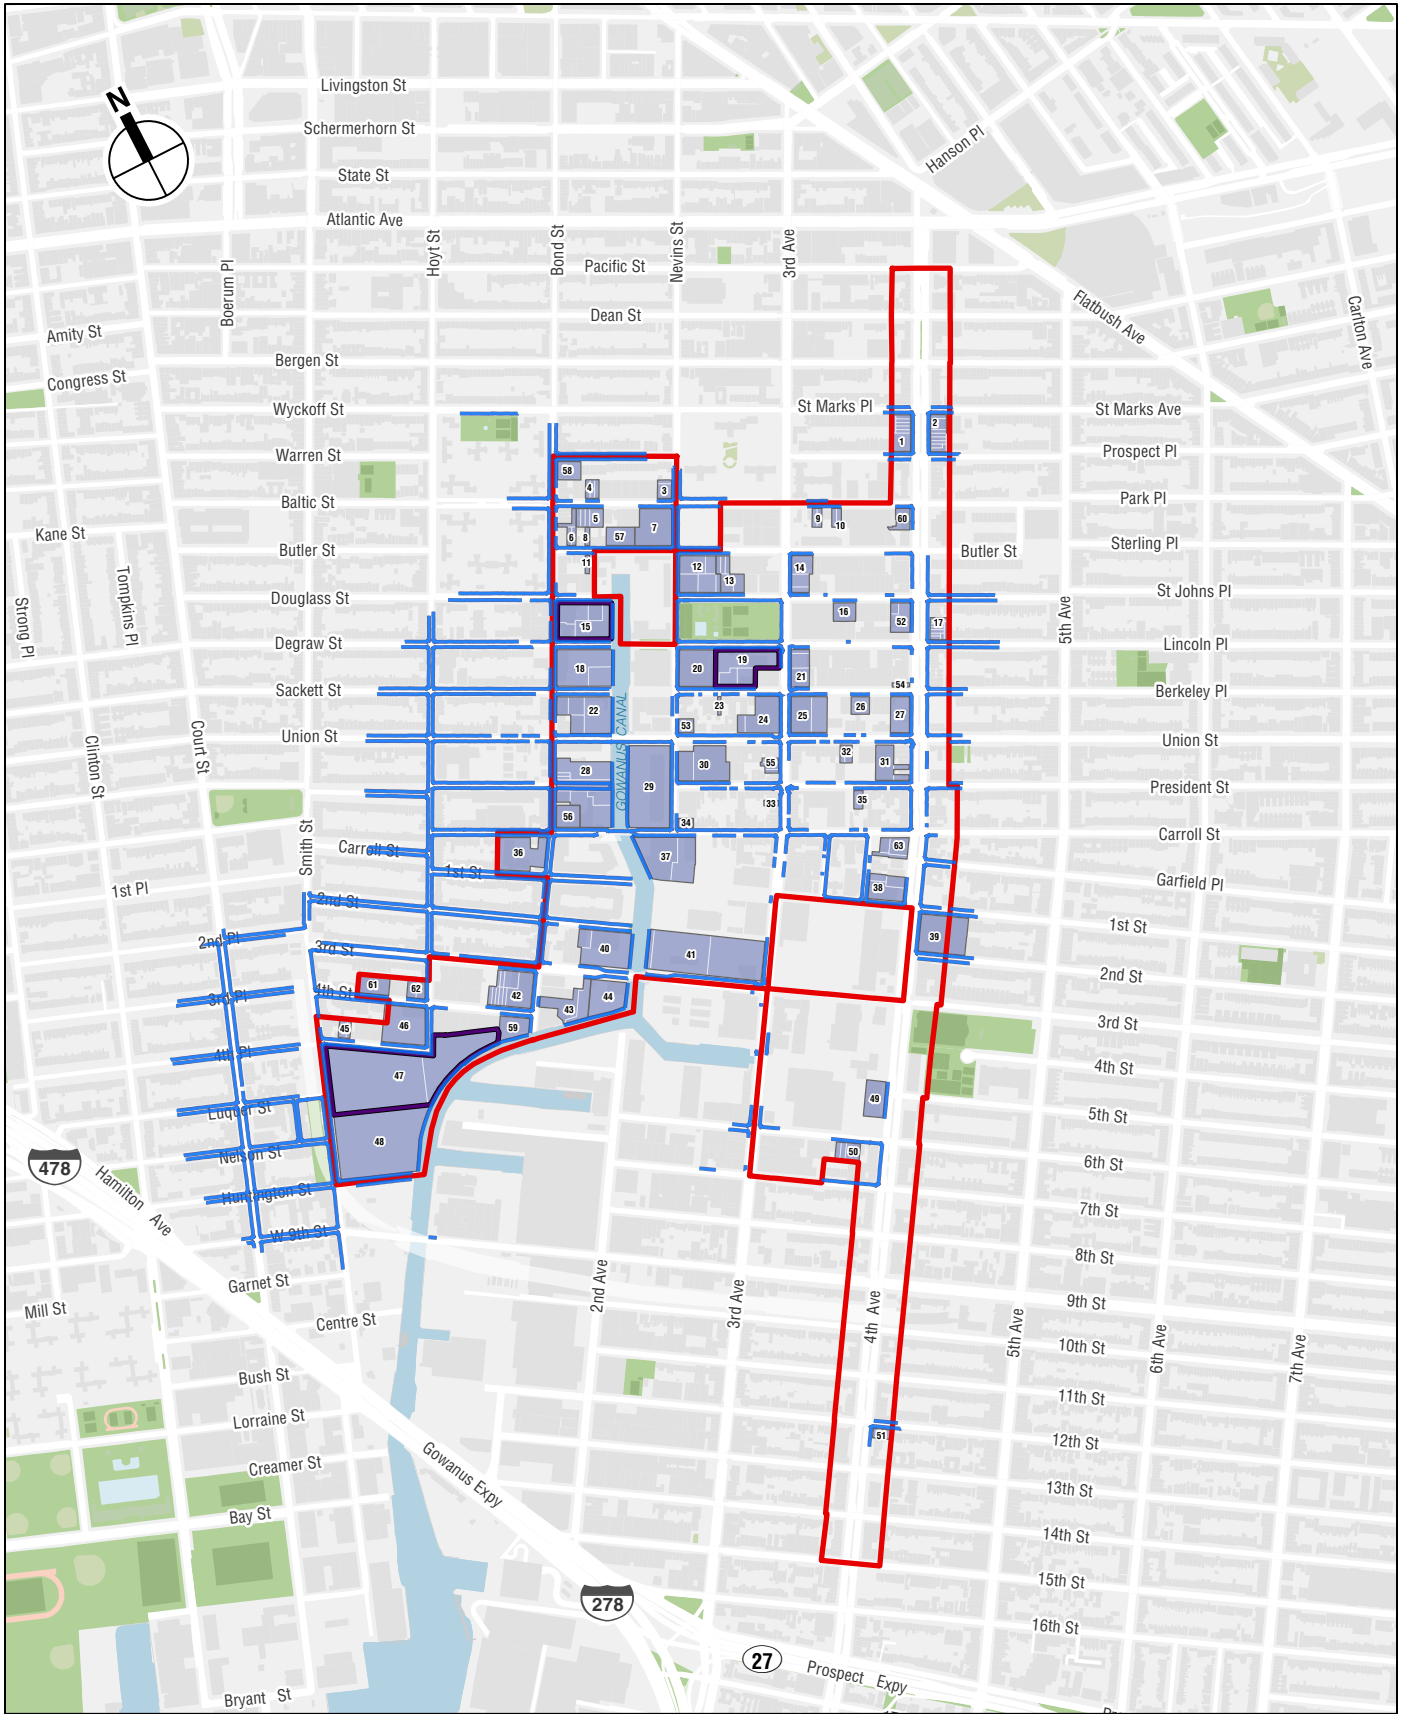 Livingston St
N
Schermerhorn St
Hanson Pl
State St
Atlantic Ave
Hoyt St
Bond St
Nevins St
3rd Ave
Boerum Pl
Pacific St
Flatbush Ave
Carlton Ave
Dean St
Amity St
Bergen St
Congress St
Wyckoff St
St Marks Pl
St Marks Ave
1
2
Warren St
Prospect Pl
58
4
3
Baltic St
Park Pl
5
9
10
60
Kane St
7
6
8
57
Butler St
Butler St
Sterling Pl
11
12
13
14
Tompkins Pl
Strong Pl
Douglass St
St Johns Pl
5th Ave
15
16
52
17
Degraw St
Lincoln Pl
18
20
19
21
54
Sackett St
Berkeley Pl
22
23
53
24
25
26
27
GOWANUS CANAL
Clinton St
Court St
Union St
Union St
28
29
30
55
32
31
President St
56
34
33
35
Smith St
Carroll St
Carroll St
36
37
63
1st St
1st Pl
38
Garfield Pl
2nd St
1st St
2nd Pl
3rd St
40
41
39
2nd St
61
62
4th St
42
43
44
3rd Pl
45
46
59
3rd St
4th Pl
47
4th St
49
Luquer St
5th St
48
50
Nelson St
6th St
478
Hamilton Ave
Huntington St
7th St
W 9th St
8th St
Garnet St
2nd Ave
3rd Ave
4th Ave
5th Ave
6th Ave
7th Ave
Mill St
9th St
Centre St
10th St
Bush St
11th St
Lorraine St
51
12th St
Creamer St
Gowanus Expy
13th St
Bay St
14th St
15th St
278
16th St
27
Prospect Expy
Bryant St